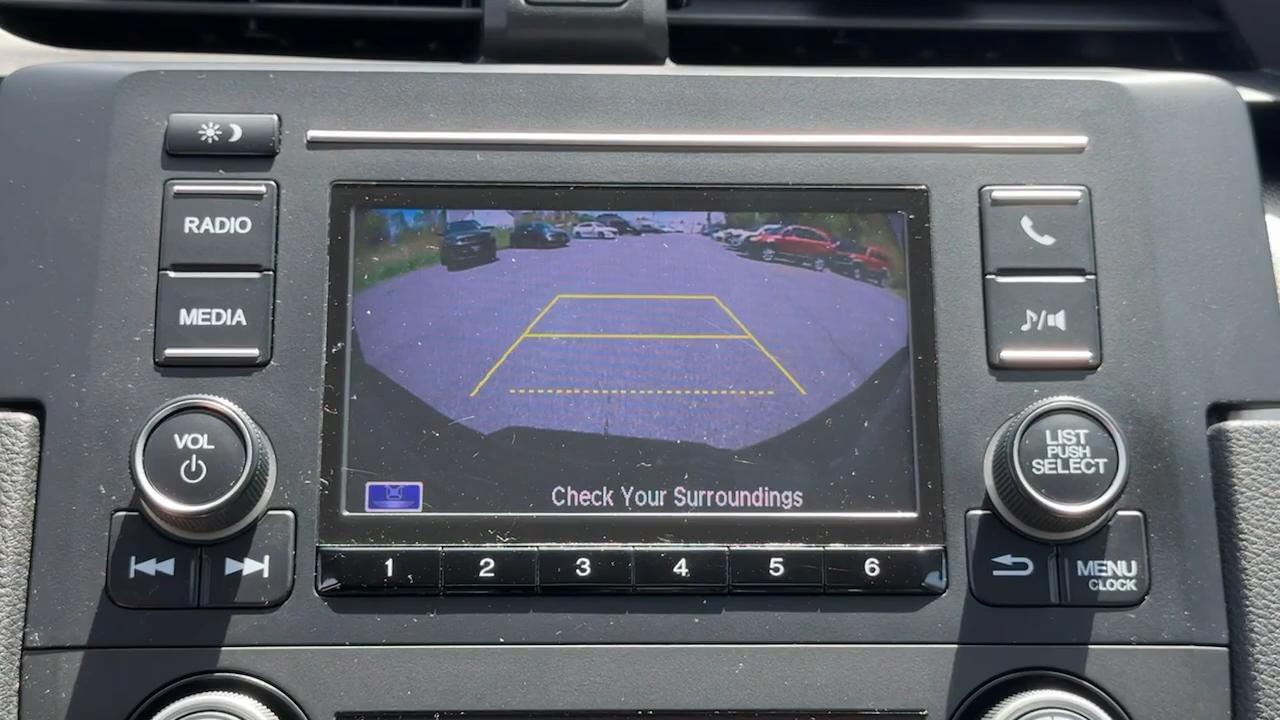 RADIO
MEDIA
VOL
LIST
PUSH
SELECT
Check Your Surroundings
1 2 3 4 5 6
MENU
CLOCK